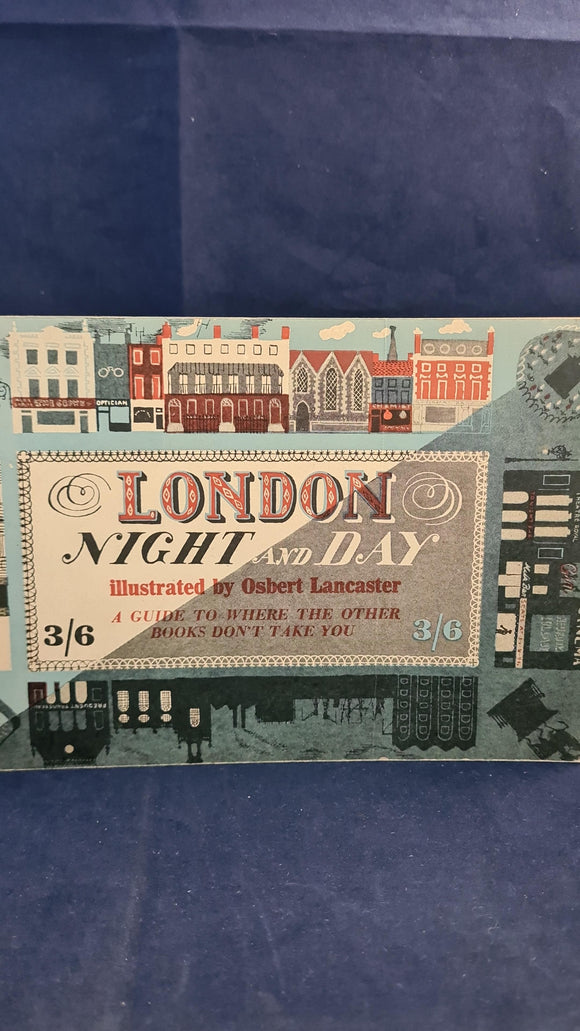 OPTICIAN
LONDON
NIGHT AND DAY
illustrated by Osbert Lancaster
A GUIDE TO WHERE THE OTHER
BOOKS DON'T TAKE YOU
3/6
3/6